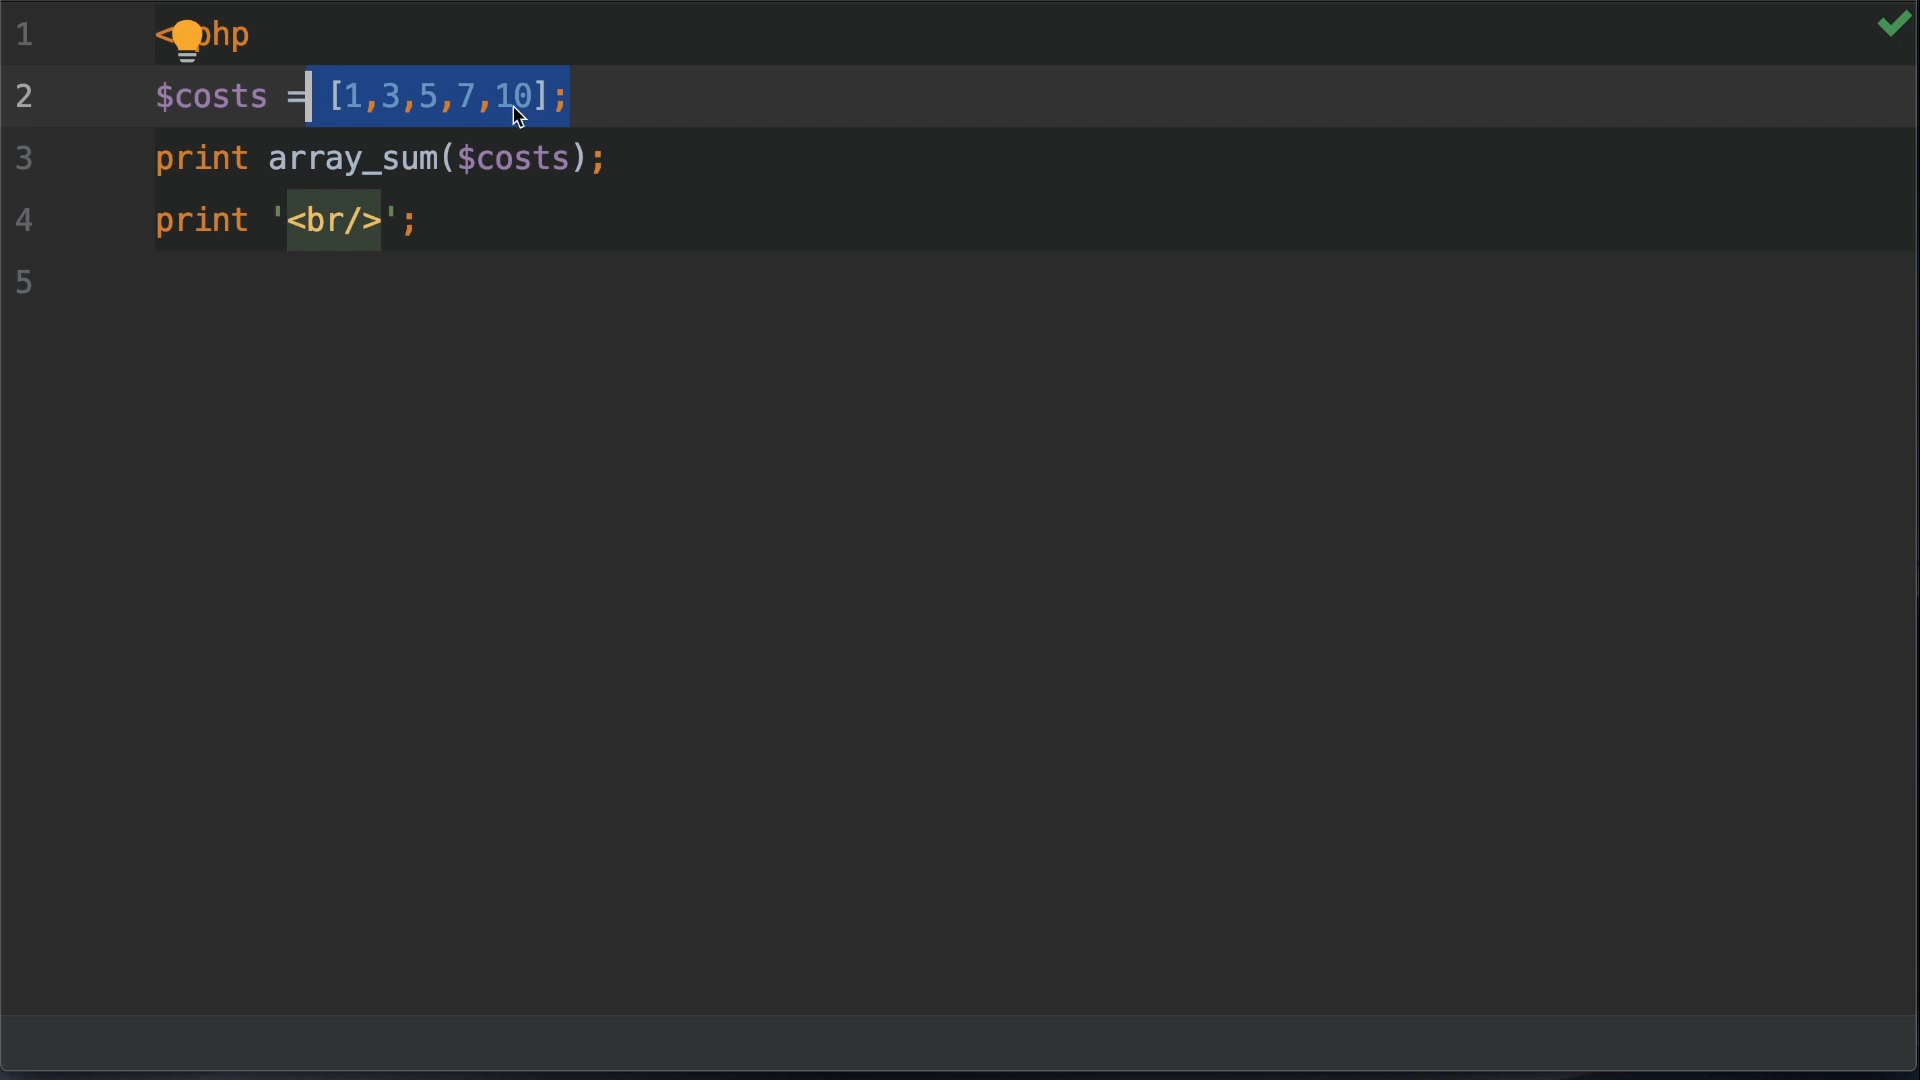 1 <?php
2 $costs = [1,3,5,7,10];
3 print array_sum($costs);
4 print '<br/>';
5